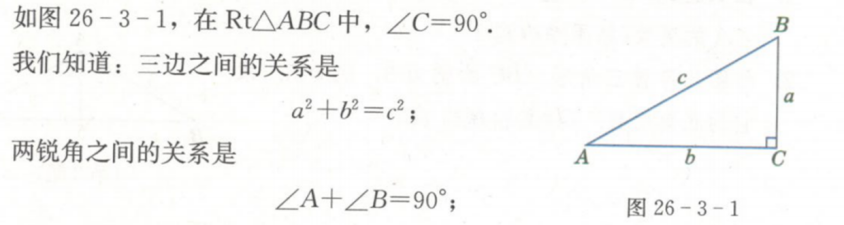 如图 26-3-1，在 Rt△ABC 中，∠C=90°.
我们知道：三边之间的关系是
a²+b²=c²；
两锐角之间的关系是
∠A+∠B=90°；
B
c
a
A
b
C
图 26-3-1